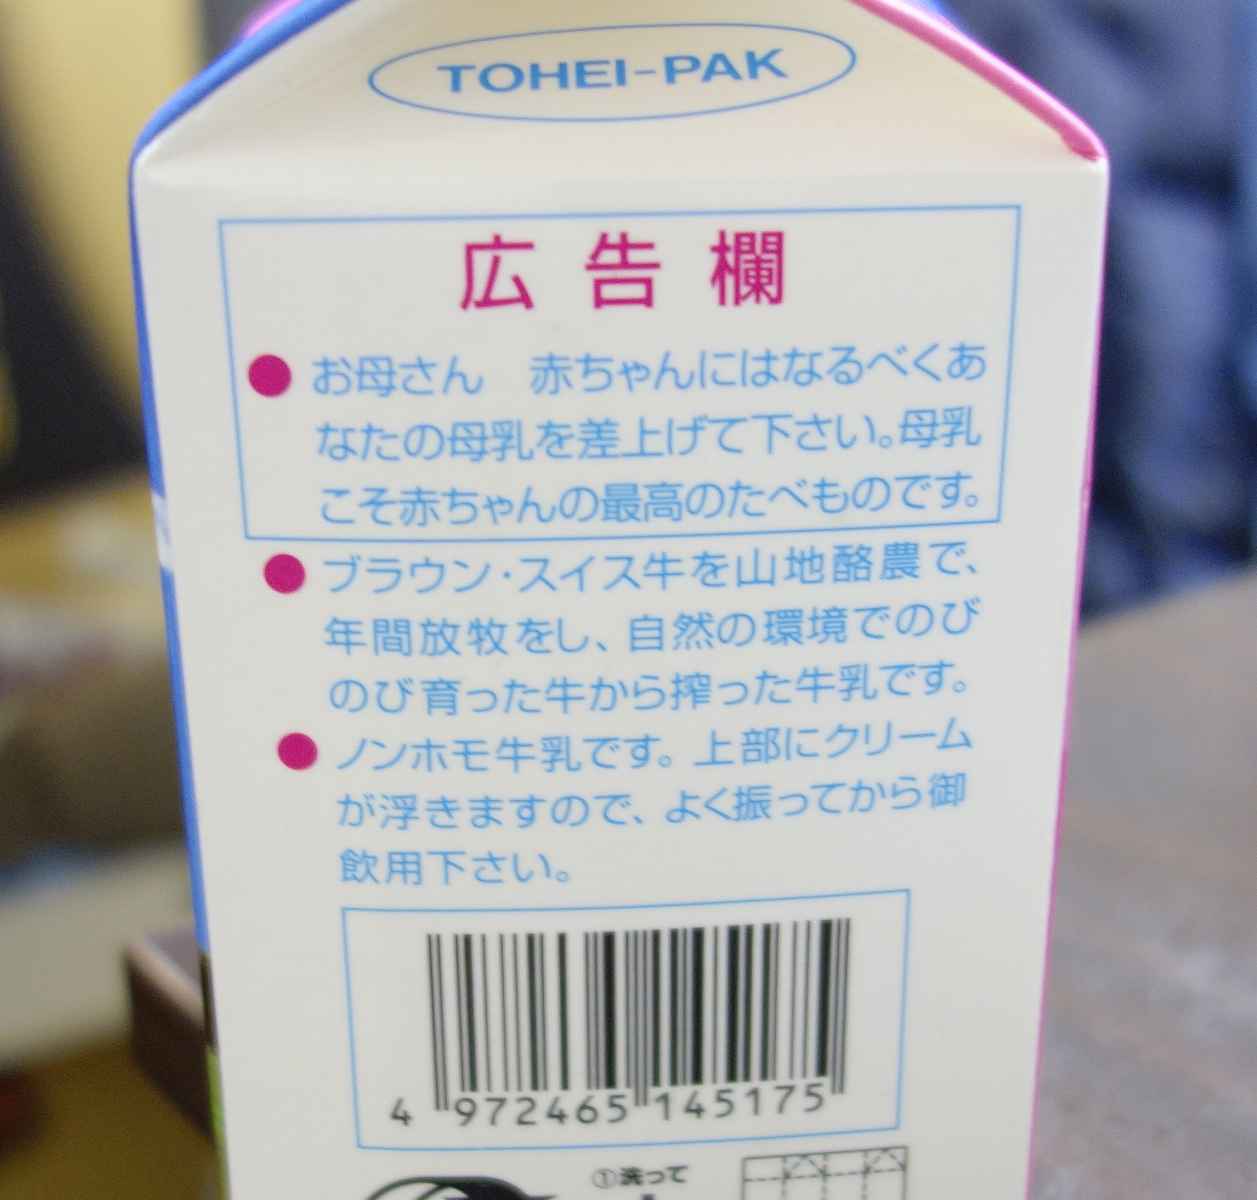 TOHEI-PAK
広告欄
●お母さん 赤ちゃんにはなるべくあ
なたの母乳を差上げて下さい。母乳
こそ赤ちゃんの最高のたべものです。
●ブラウン・スイス牛を山地酪農で、
年間放牧をし、自然の環境でのび
のび育った牛から搾った牛乳です。
●ノンホモ牛乳です。上部にクリーム
が浮きますので、よく振ってから御
飲用下さい。
4 972465 145175
①洗って